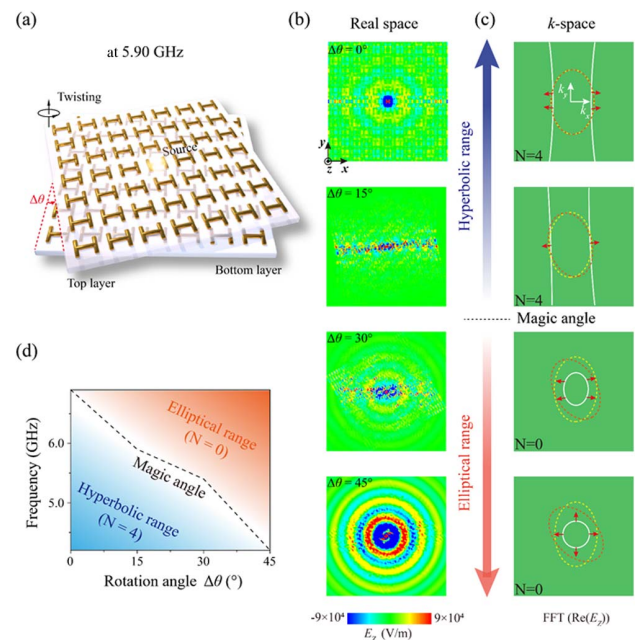 (a)
at 5.90 GHz
Twisting
Source
Δθ
Top layer
Bottom layer
(b)
Real space
Δθ = 0°
y
z
x
Δθ = 15°
Δθ = 30°
Δθ = 45°
-9×10⁴
9×10⁴
E_z (V/m)
Hyperbolic range
Magic angle
Elliptical range
(c)
k-space
k_y
k_x
N=4
N=4
N=0
N=0
FFT (Re(E_z))
(d)
Frequency (GHz)
6.0
5.0
Elliptical range
(N = 0)
Magic angle
Hyperbolic range
(N = 4)
0
15
30
45
Rotation angle Δθ (°)